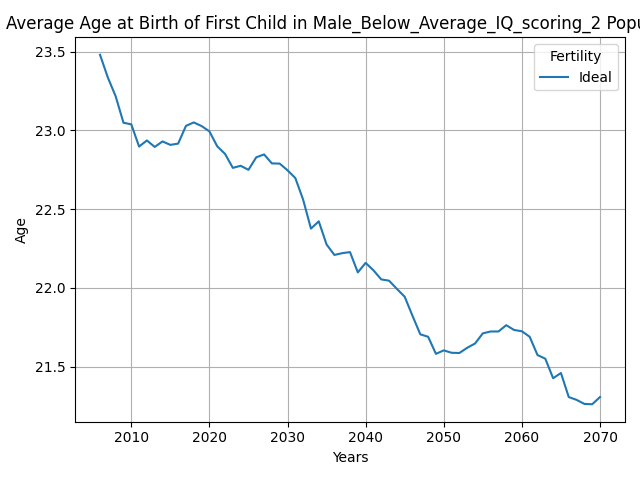 Average Age at Birth of First Child in Male_Below_Average_IQ_scoring_2 Popu
Fertility
Ideal
Age
23.5
23.0
22.5
22.0
21.5
2010 2020 2030 2040 2050 2060 2070
Years